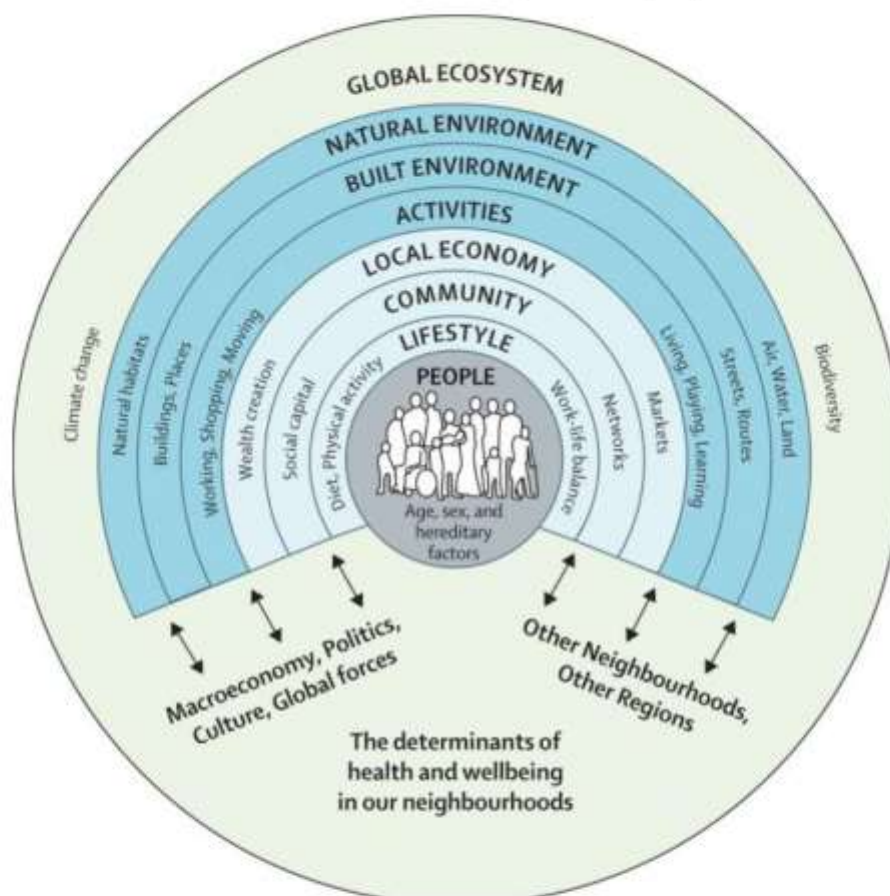 GLOBAL ECOSYSTEM
NATURAL ENVIRONMENT
BUILT ENVIRONMENT
ACTIVITIES
LOCAL ECONOMY
COMMUNITY
LIFESTYLE
PEOPLE
Age, sex, and
hereditary
factors
Climate change
Natural habitats
Buildings, Places
Working, Shopping, Moving
Wealth creation
Social capital
Diet, Physical activity
Work-life balance
Networks
Markets
Living, Playing, Learning
Streets, Routes
Air, Water, Land
Biodiversity
Macroeconomy, Politics,
Culture, Global forces
Other Neighbourhoods,
Other Regions
The determinants of
health and wellbeing
in our neighbourhoods